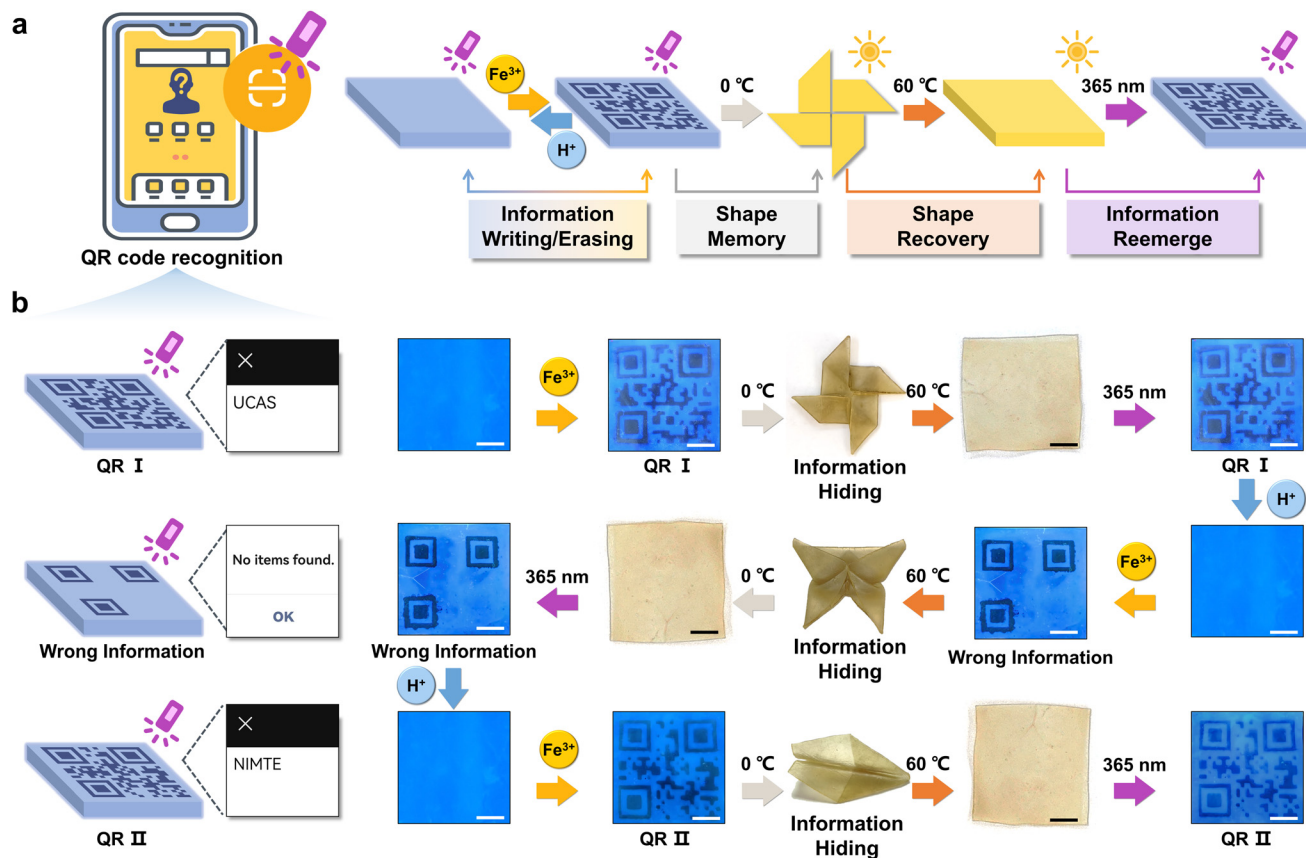 a
Fe³⁺
H⁺
0 ℃
60 ℃
365 nm
Information
Writing/Erasing
Shape
Memory
Shape
Recovery
Information
Reemerge
QR code recognition
b
UCAS
QR Ⅰ
Fe³⁺
QR Ⅰ
0 ℃
Information
Hiding
60 ℃
365 nm
QR Ⅰ
H⁺
No items found.
OK
Wrong Information
Wrong Information
365 nm
0 ℃
Information
Hiding
60 ℃
Wrong Information
Fe³⁺
H⁺
NIMTE
QR Ⅱ
Fe³⁺
QR Ⅱ
0 ℃
Information
Hiding
60 ℃
365 nm
QR Ⅱ